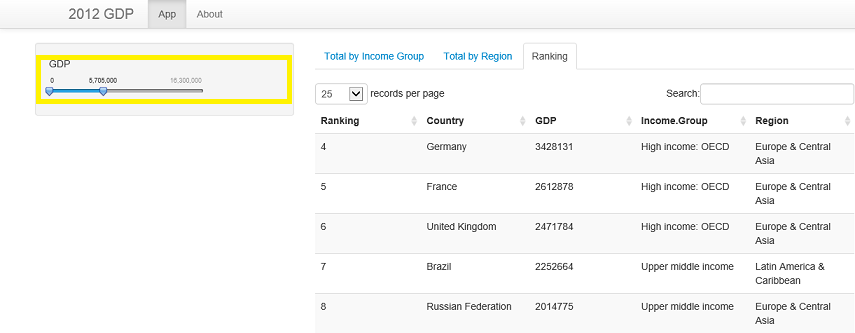 2012 GDP App About
GDP
0 5,705,000 16,300,000
Total by Income Group Total by Region Ranking
25 records per page Search:
Ranking Country GDP Income.Group Region
4 Germany 3428131 High income: OECD Europe & Central
Asia
5 France 2612878 High income: OECD Europe & Central
Asia
6 United Kingdom 2471784 High income: OECD Europe & Central
Asia
7 Brazil 2252664 Upper middle income Latin America &
Caribbean
8 Russian Federation 2014775 Upper middle income Europe & Central
Asia